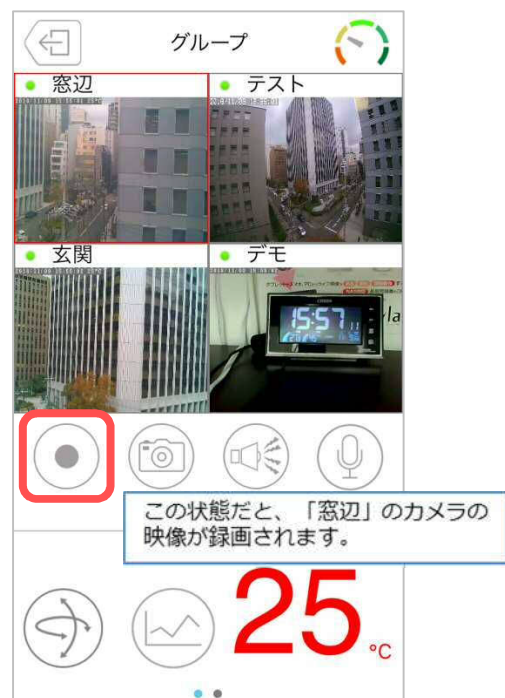 グループ
窓辺
テスト
玄関
デモ
CITIZEN
15:57
この状態だと、「窓辺」のカメラの
映像が録画されます。
25
℃